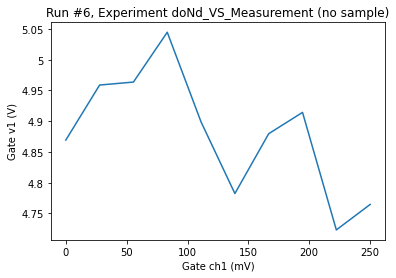 Run #6, Experiment doNd_VS_Measurement (no sample)
5.05
5
4.95
4.9
4.85
4.8
4.75
Gate v1 (V)
0 50 100 150 200 250
Gate ch1 (mV)